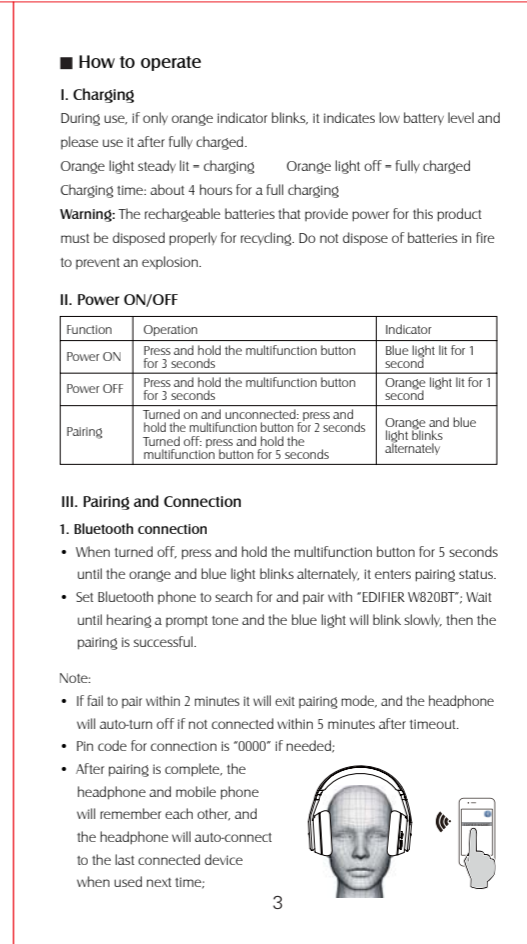 ■ How to operate
I. Charging
During use, if only orange indicator blinks, it indicates low battery level and
please use it after fully charged.
Orange light steady lit = charging Orange light off = fully charged
Charging time: about 4 hours for a full charging
Warning: The rechargeable batteries that provide power for this product
must be disposed properly for recycling. Do not dispose of batteries in fire
to prevent an explosion.
II. Power ON/OFF
Function Operation Indicator
Power ON Press and hold the multifunction button Blue light lit for 1
for 3 seconds second
Power OFF Press and hold the multifunction button Orange light lit for 1
for 3 seconds second
Pairing Turned on and unconnected: press and
hold the multifunction button for 2 seconds Orange and blue
Turned off: press and hold the light blinks
multifunction button for 5 seconds alternately
III. Pairing and Connection
1. Bluetooth connection
• When turned off, press and hold the multifunction button for 5 seconds
until the orange and blue light blinks alternately, it enters pairing status.
• Set Bluetooth phone to search for and pair with "EDIFIER W820BT"; Wait
until hearing a prompt tone and the blue light will blink slowly, then the
pairing is successful.
Note:
• If fail to pair within 2 minutes it will exit pairing mode, and the headphone
will auto-turn off if not connected within 5 minutes after timeout.
• Pin code for connection is "0000" if needed;
• After pairing is complete, the
headphone and mobile phone
will remember each other, and
the headphone will auto-connect
to the last connected device
when used next time;
3